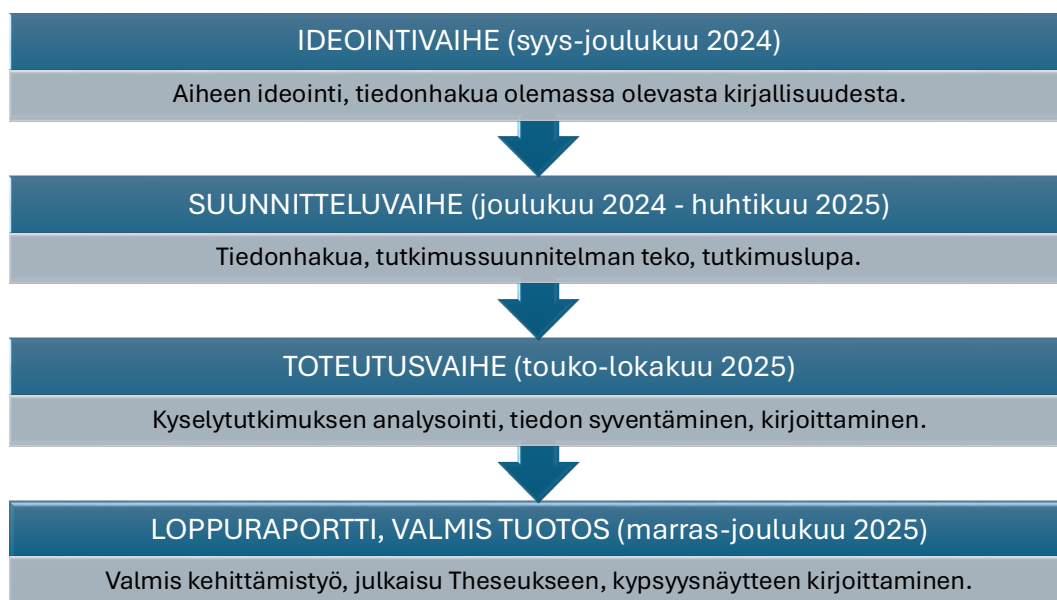 IDEOINTIVAIHE (syys-joulukuu 2024)
Aiheen ideointi, tiedonhakua olemassa olevasta kirjallisuudesta.
SUUNNITTELUVAIHE (joulukuu 2024 - huhtikuu 2025)
Tiedonhakua, tutkimussuunnitelman teko, tutkimuslupa.
TOTEUTUSVAIHE (touko-lokakuu 2025)
Kyselytutkimuksen analysointi, tiedon syventäminen, kirjoittaminen.
LOPPURAPORTTI, VALMIS TUOTOS (marras-joulukuu 2025)
Valmis kehittämistyö, julkaisu Theseukseen, kypsyysnäytteen kirjoittaminen.